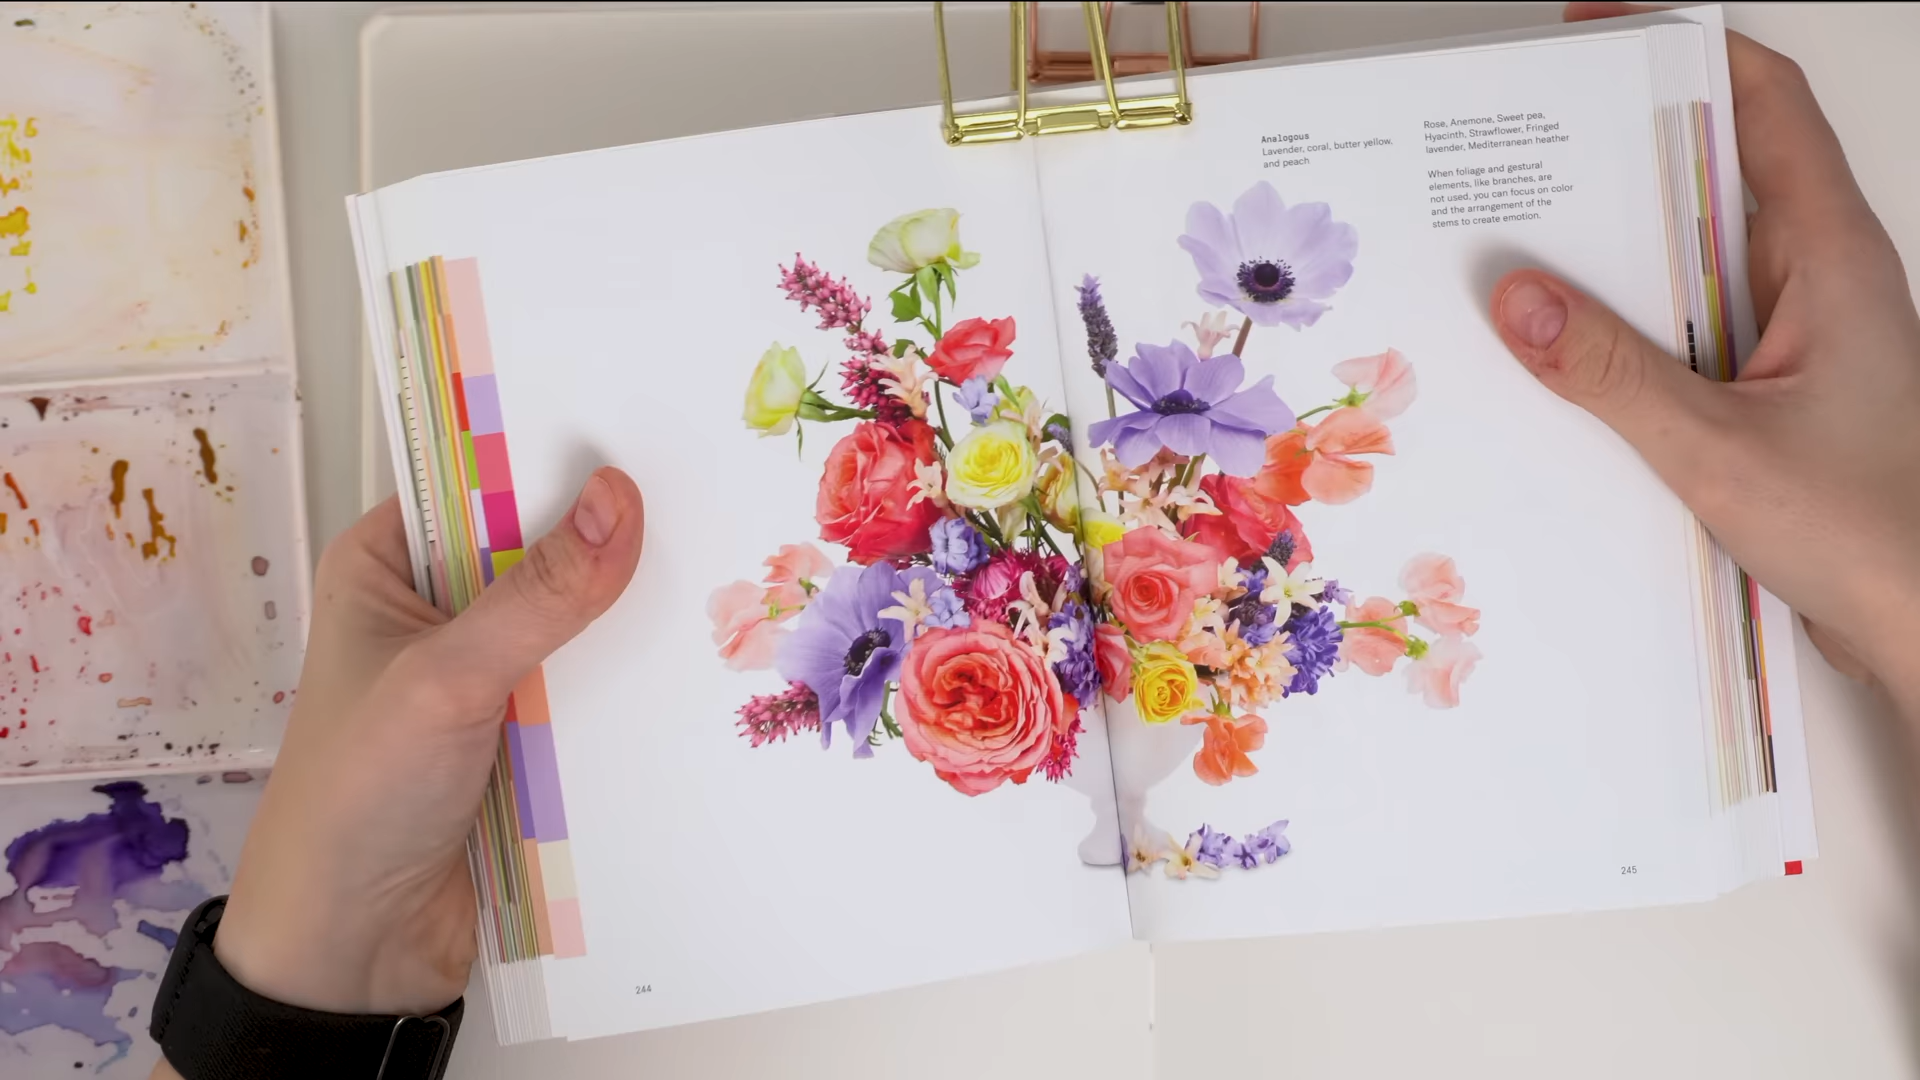 Analogous
Lavender, coral, butter yellow,
and peach
Rose, Anemone, Sweet pea,
Hyacinth, Strawflower, Fringed
lavender, Mediterranean heather
When foliage and gestural
elements, like branches, are
not used, you can focus on color
and the arrangement of the
stems to create emotion.
244
245